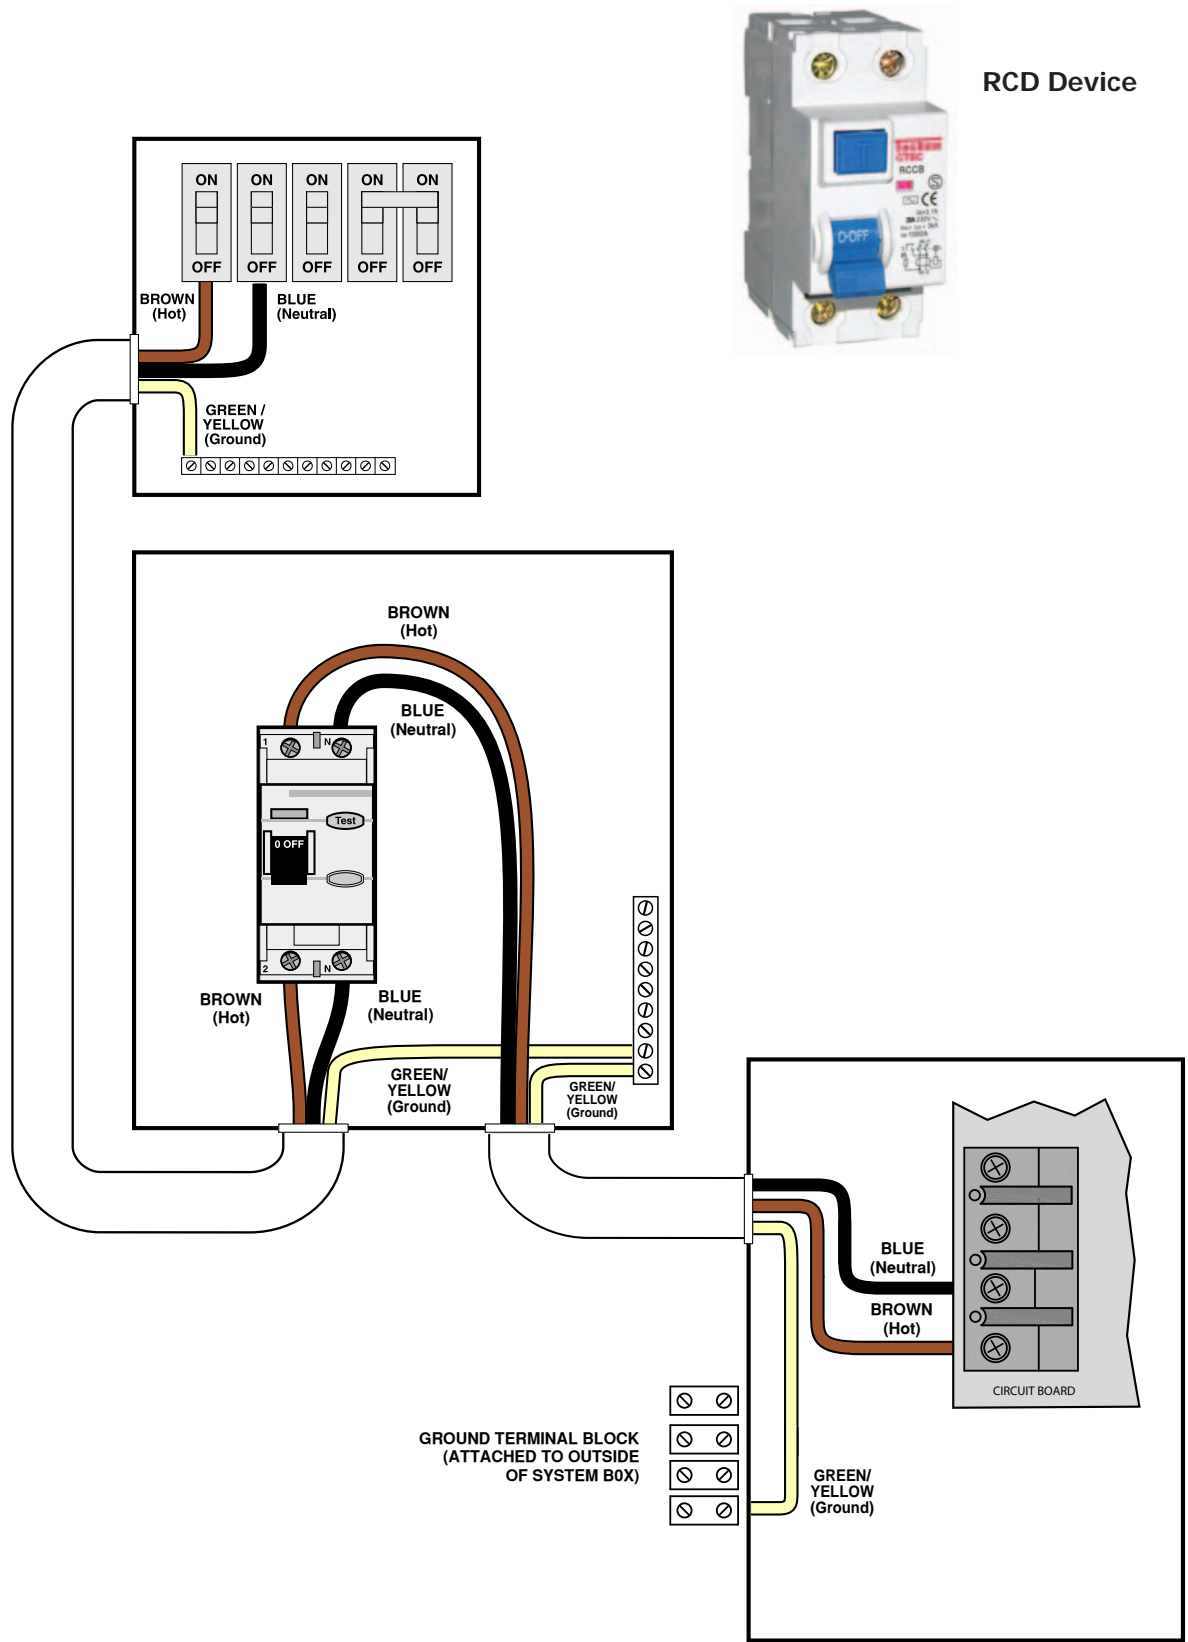 RCD Device
T
GTEC
RCCB
CE
O-OFF
ON
ON
ON
ON
ON
OFF
OFF
OFF
OFF
OFF
BROWN
(Hot)
BLUE
(Neutral)
GREEN /
YELLOW
(Ground)
BROWN
(Hot)
BLUE
(Neutral)
1
N
Test
0 OFF
2
N
BROWN
(Hot)
BLUE
(Neutral)
GREEN/
YELLOW
(Ground)
GREEN/
YELLOW
(Ground)
BLUE
(Neutral)
BROWN
(Hot)
CIRCUIT BOARD
GROUND TERMINAL BLOCK
(ATTACHED TO OUTSIDE
OF SYSTEM B0X)
GREEN/
YELLOW
(Ground)